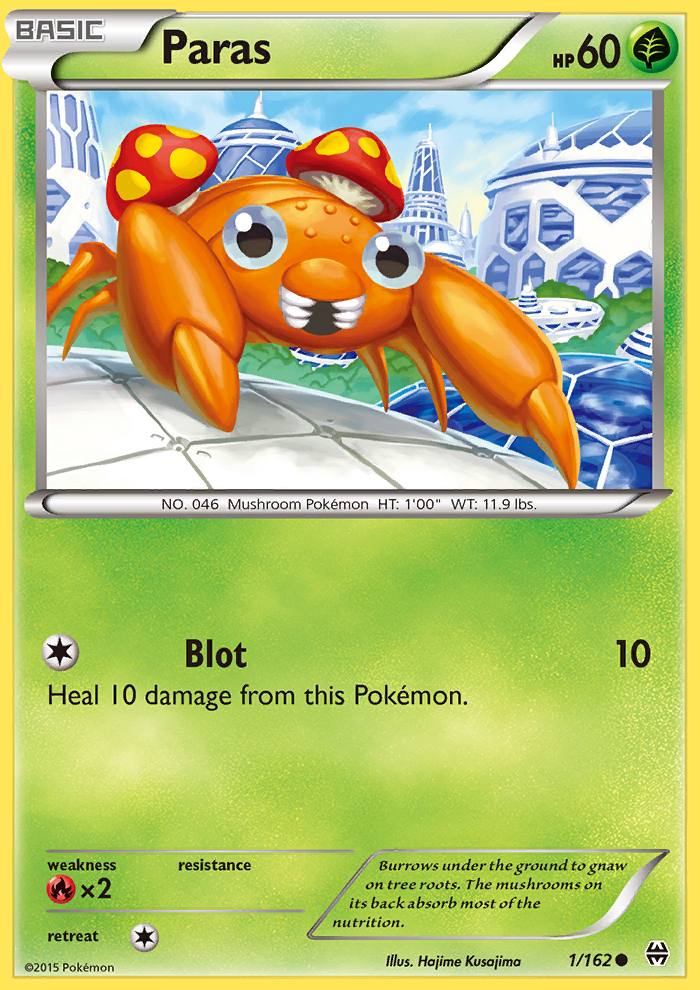 BASIC
Paras
HP60
NO. 046 Mushroom Pokémon HT: 1'00" WT: 11.9 lbs.
Blot 10
Heal 10 damage from this Pokémon.
weakness resistance
×2
Burrows under the ground to gnaw
on tree roots. The mushrooms on
its back absorb most of the
nutrition.
retreat
©2015 Pokémon
Illus. Hajime Kusajima
1/162